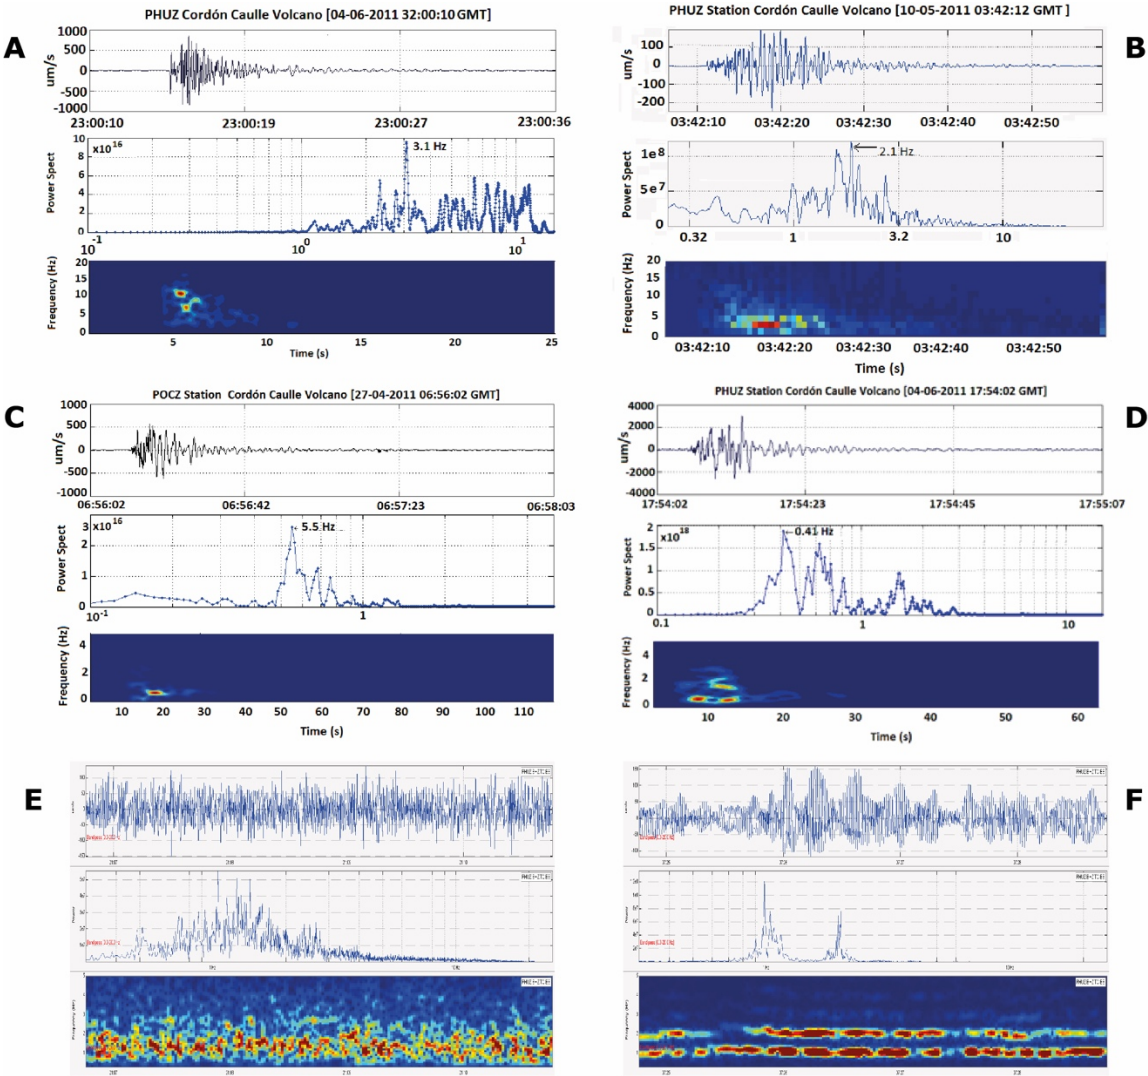 A
PHUZ Cordón Caulle Volcano [04-06-2011 32:00:10 GMT]
um/s
1000
500
0
-500
-1000
23:00:10 23:00:19 23:00:27 23:00:36
Power Spect
x10^16
10
8
6
4
2
0
3.1 Hz
10^-1 10^0 10^1
Frequency (Hz)
20
15
10
5
0
5 10 15 20 25
Time (s)
B
PHUZ Station Cordón Caulle Volcano [10-05-2011 03:42:12 GMT ]
um/s
100
0
-100
-200
03:42:10 03:42:20 03:42:30 03:42:40 03:42:50
Power Spect
1e8
5e7
0
2.1 Hz
0.32 1 3.2 10
Frequency (Hz)
20
15
10
5
0
03:42:10 03:42:20 03:42:30 03:42:40 03:42:50
Time (s)
C
POCZ Station Cordón Caulle Volcano [27-04-2011 06:56:02 GMT]
um/s
1000
500
0
-500
-1000
06:56:02 06:56:42 06:57:23 06:58:03
Power Spect
x10^16
3
2
1
0
5.5 Hz
10^-1 1
Frequency (Hz)
4
2
0
10 20 30 40 50 60 70 80 90 100 110
Time (s)
D
PHUZ Station Cordón Caulle Volcano [04-06-2011 17:54:02 GMT]
um/s
4000
2000
0
-2000
-4000
17:54:02 17:54:23 17:54:45 17:55:07
Power Spect
x10^18
2
1.5
1
0.5
0
0.41 Hz
0.1 1 10
Frequency (Hz)
4
2
0
10 20 30 40 50 60
Time (s)
E
F